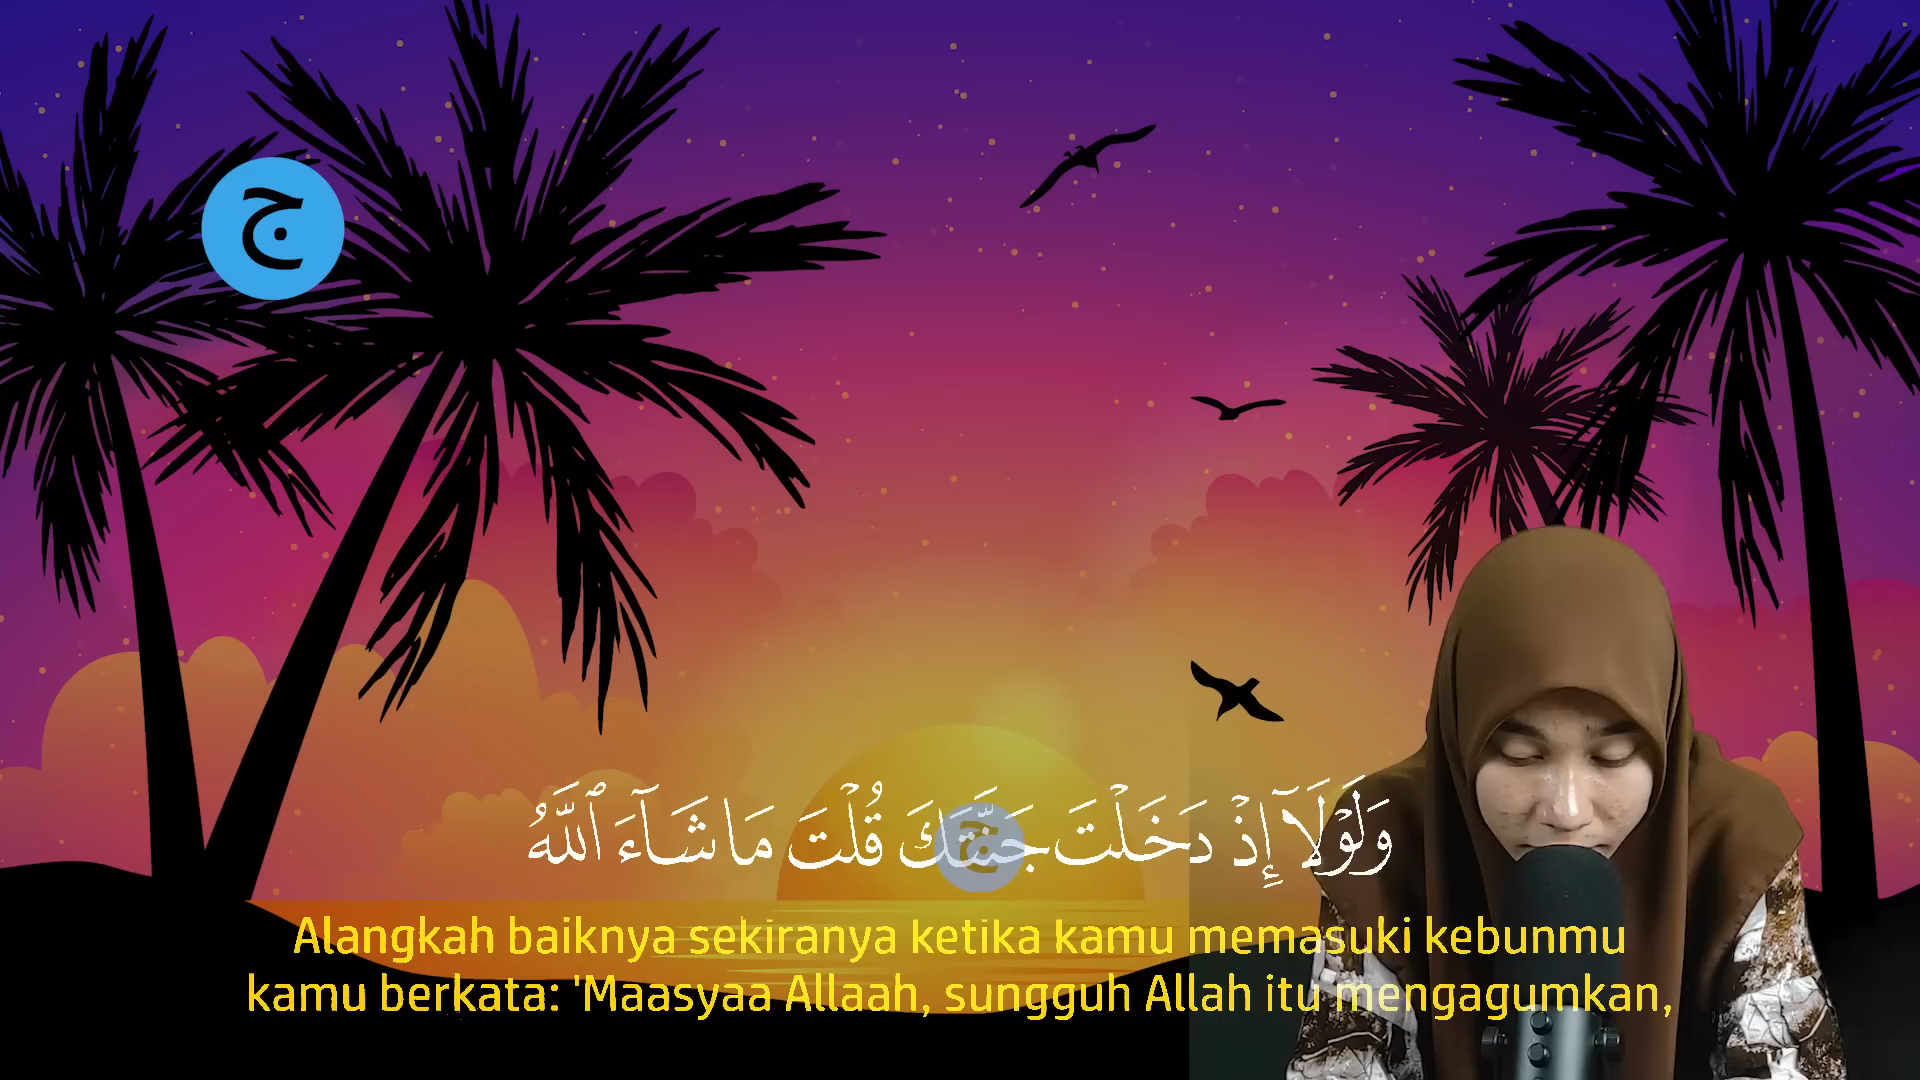 ج
وَلَوْلَآ إِذْ دَخَلْتَ جَنَّتَكَ قُلْتَ مَا شَآءَ ٱللَّهُ
ج
Alangkah baiknya sekiranya ketika kamu memasuki kebunmu
kamu berkata: 'Maasyaa Allaah, sungguh Allah itu mengagumkan,